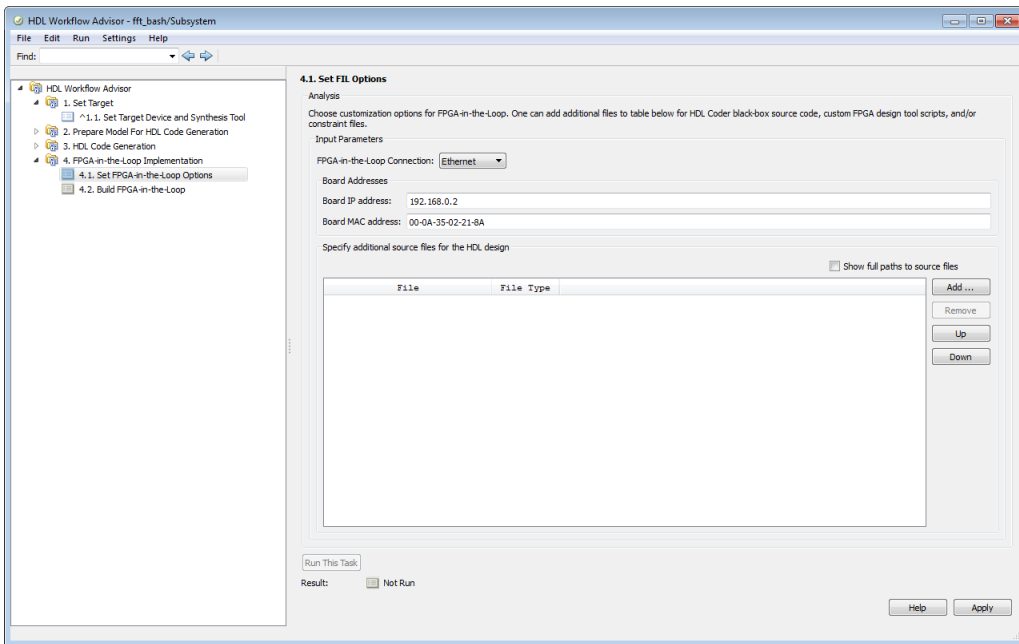 HDL Workflow Advisor - fft_bash/Subsystem
File Edit Run Settings Help
Find:
HDL Workflow Advisor
1. Set Target
^1.1. Set Target Device and Synthesis Tool
2. Prepare Model For HDL Code Generation
3. HDL Code Generation
4. FPGA-in-the-Loop Implementation
4.1. Set FPGA-in-the-Loop Options
4.2. Build FPGA-in-the-Loop
4.1. Set FIL Options
Analysis
Choose customization options for FPGA-in-the-Loop. One can add additional files to table below for HDL Coder black-box source code, custom FPGA design tool scripts, and/or
constraint files.
Input Parameters
FPGA-in-the-Loop Connection: Ethernet
Board Addresses
Board IP address: 192.168.0.2
Board MAC address: 00-0A-35-02-21-8A
Specify additional source files for the HDL design
Show full paths to source files
File File Type
Add ...
Remove
Up
Down
Run This Task
Result: Not Run
Help Apply